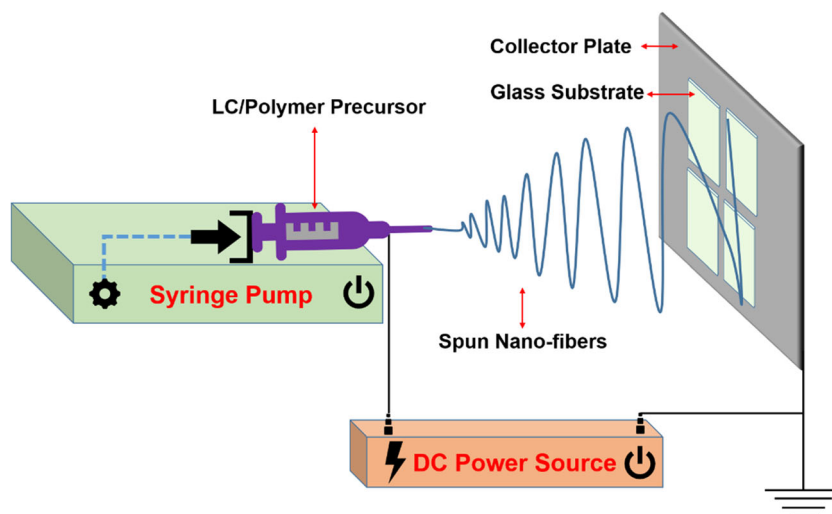 Collector Plate
Glass Substrate
LC/Polymer Precursor
Syringe Pump
Spun Nano-fibers
DC Power Source